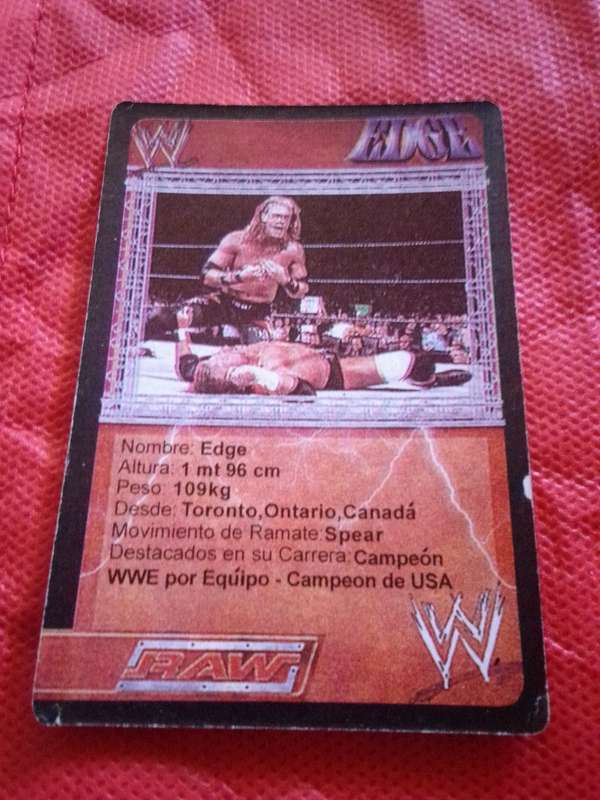 W
EDGE
Nombre: Edge
Altura: 1 mt 96 cm
Peso: 109kg
Desde: Toronto,Ontario,Canadá
Movimiento de Ramate:Spear
Destacados en su Carrera:Campeón
WWE por Equípo - Campeon de USA
W
RAW